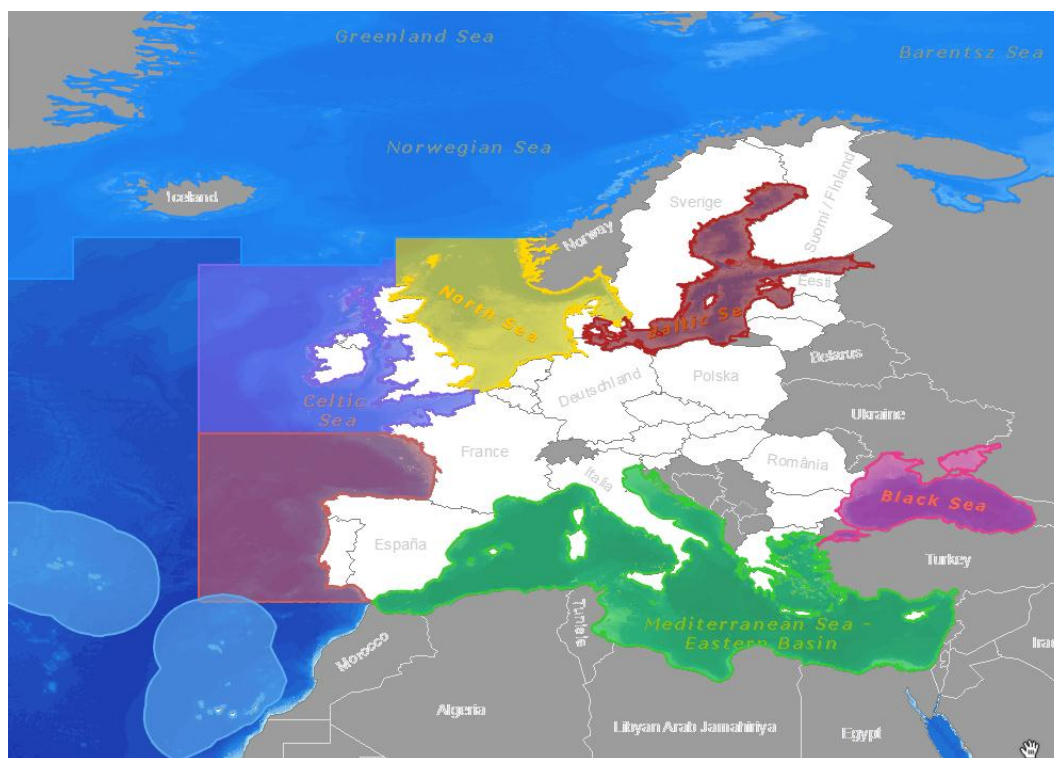 Greenland Sea
Barentsz Sea
Norwegian Sea
Iceland
Sverige
Suomi / Finland
Norway
North Sea
Baltic Se
Eesti
Belarus
Celtic
Sea
Deutschland
Polska
Ukraine
France
Italia
România
Black Sea
España
Turkey
Mediterranean Sea -
Eastern Basin
Tunisia
Morocco
Algeria
Libyan Arab Jamahiriya
Egypt
Ira